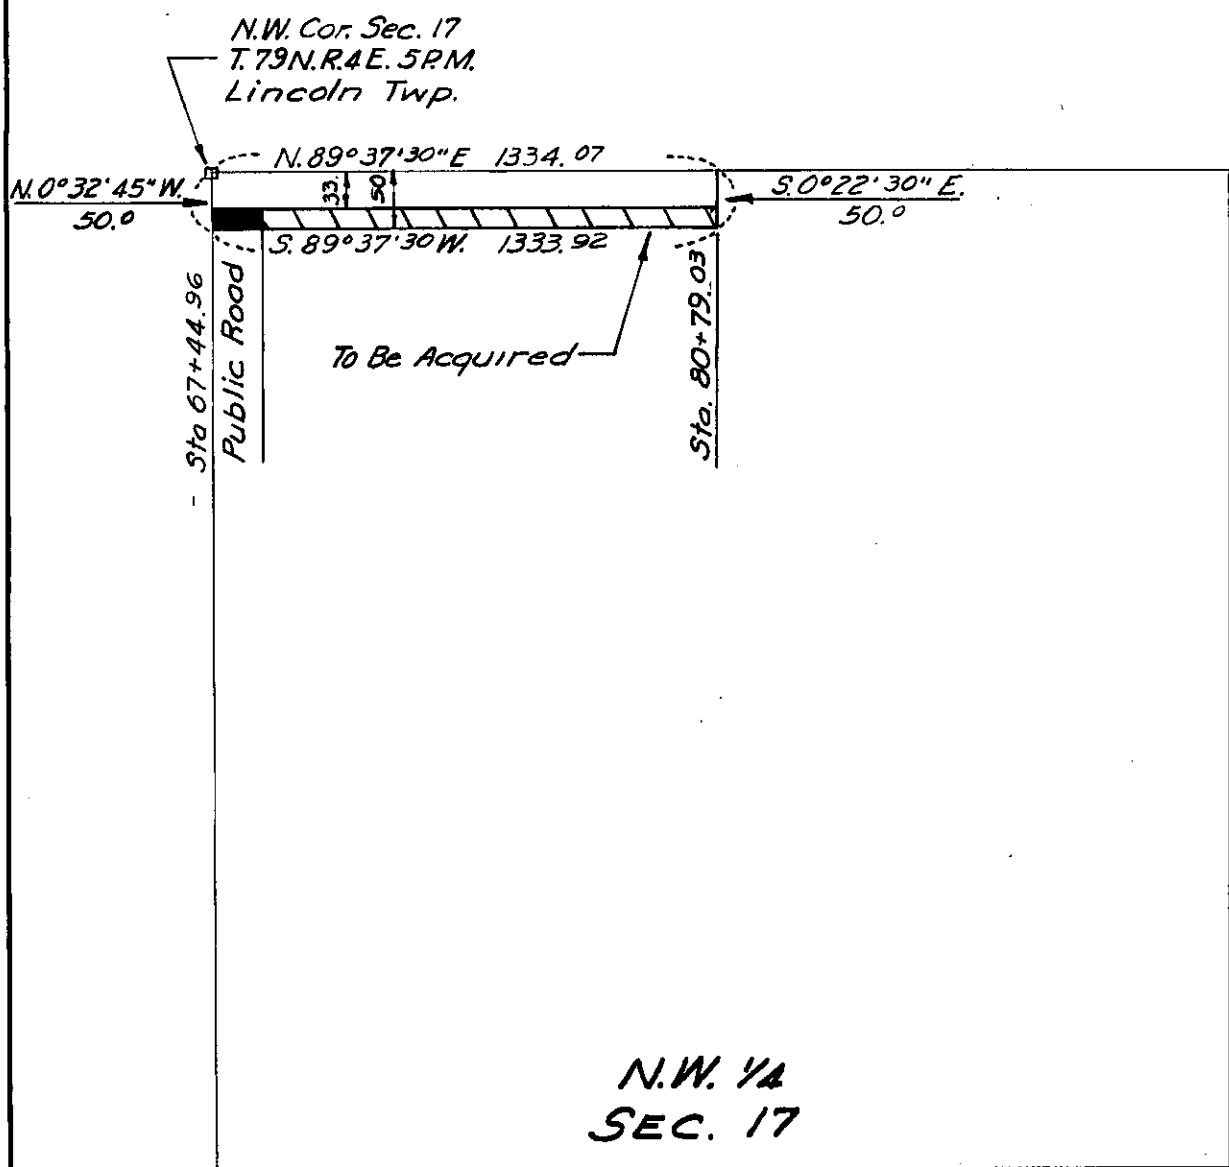 N.W. Cor. Sec. 17
T.79N.R.4E. 5P.M.
Lincoln Twp.
N.89°37'30"E 1334.07
N.0°32'45"W.
50.0
33.
50
S.0°22'30" E.
50.0
S.89°37'30W. 1333.92
Sta 67+44.96
Public Road
To Be Acquired
Sta. 80+79.03
N.W. 1/4
SEC. 17